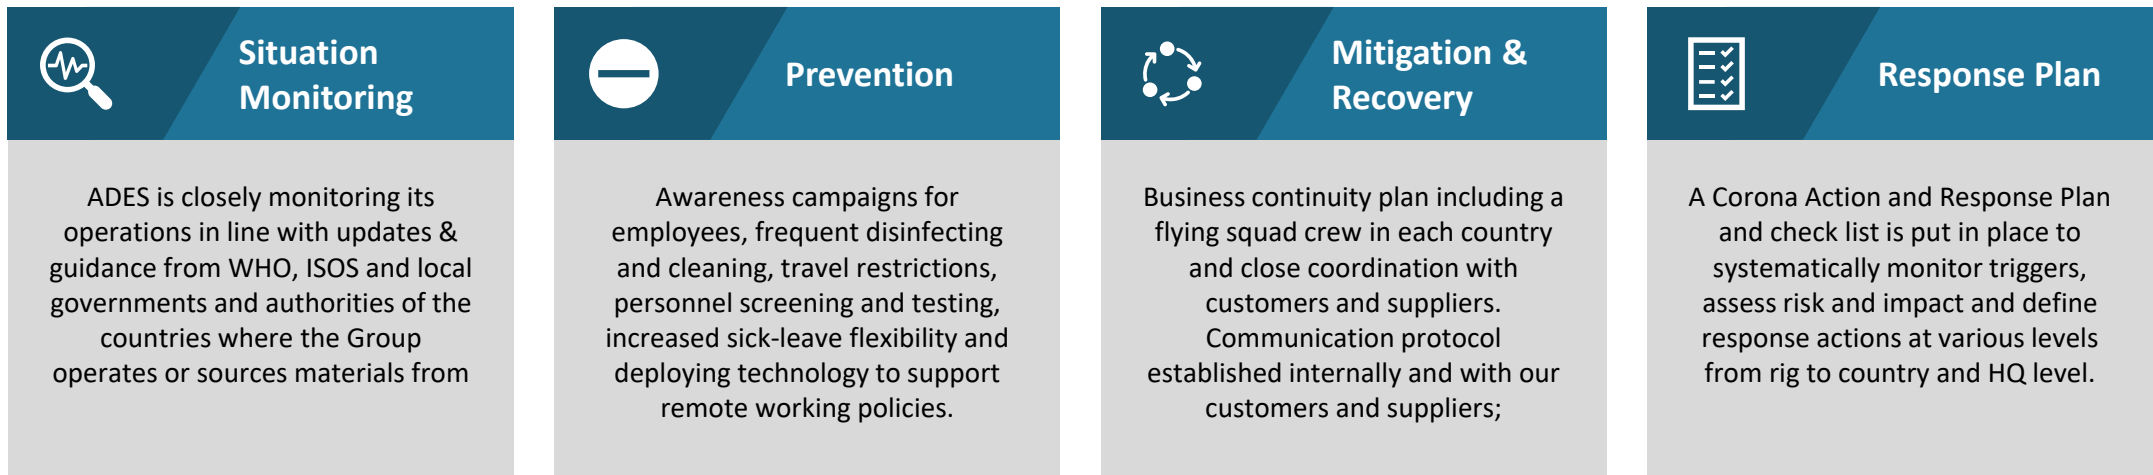 Situation
Monitoring
ADES is closely monitoring its
operations in line with updates &
guidance from WHO, ISOS and local
governments and authorities of the
countries where the Group
operates or sources materials from
Prevention
Awareness campaigns for
employees, frequent disinfecting
and cleaning, travel restrictions,
personnel screening and testing,
increased sick-leave flexibility and
deploying technology to support
remote working policies.
Mitigation &
Recovery
Business continuity plan including a
flying squad crew in each country
and close coordination with
customers and suppliers.
Communication protocol
established internally and with our
customers and suppliers;
Response Plan
A Corona Action and Response Plan
and check list is put in place to
systematically monitor triggers,
assess risk and impact and define
response actions at various levels
from rig to country and HQ level.